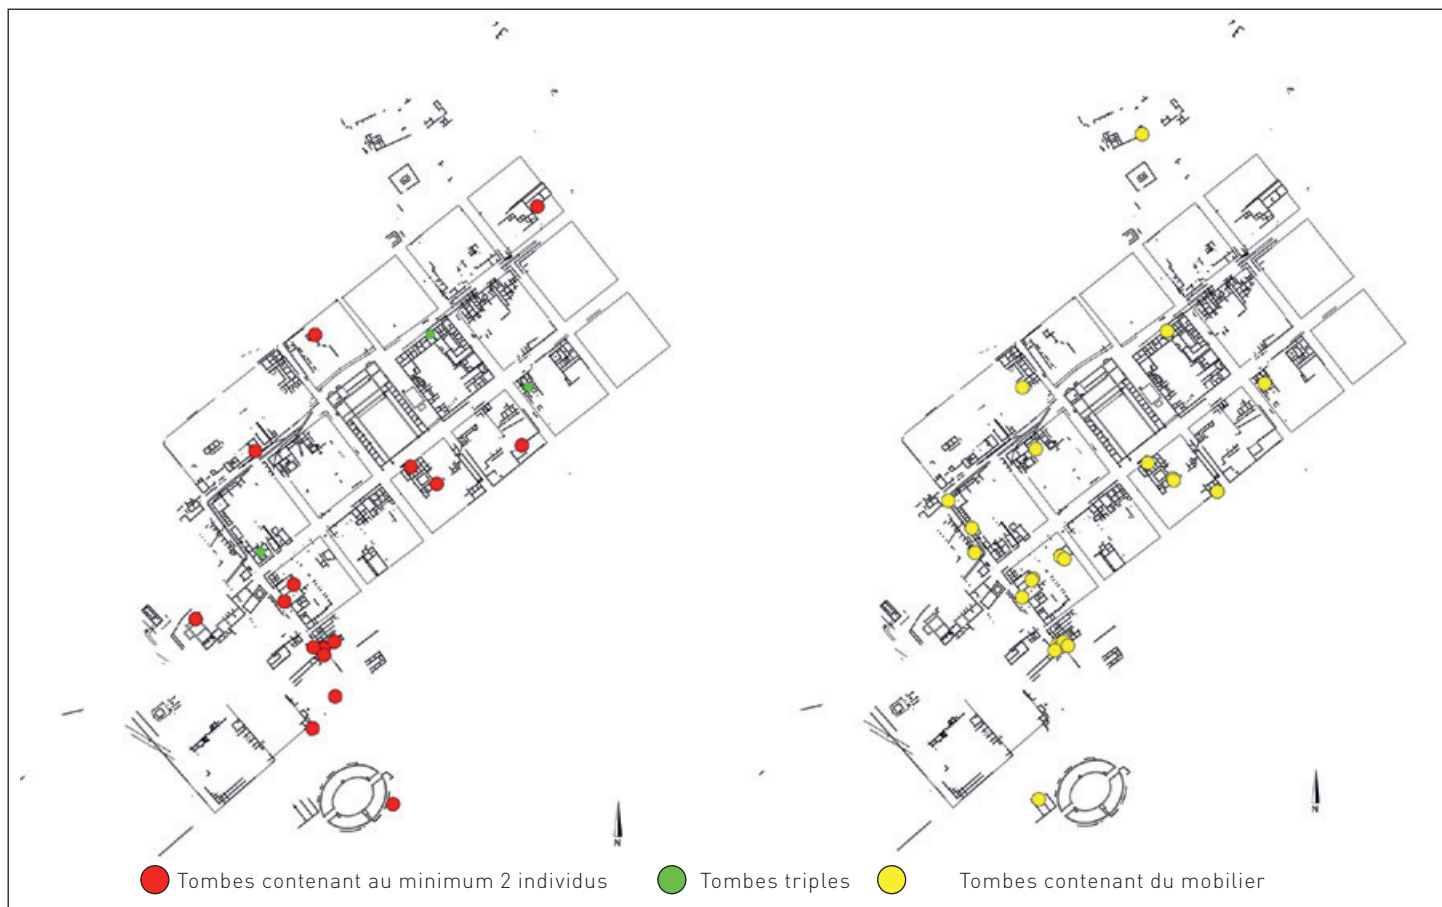 N
N
Tombes contenant au minimum 2 individus
Tombes triples
Tombes contenant du mobilier